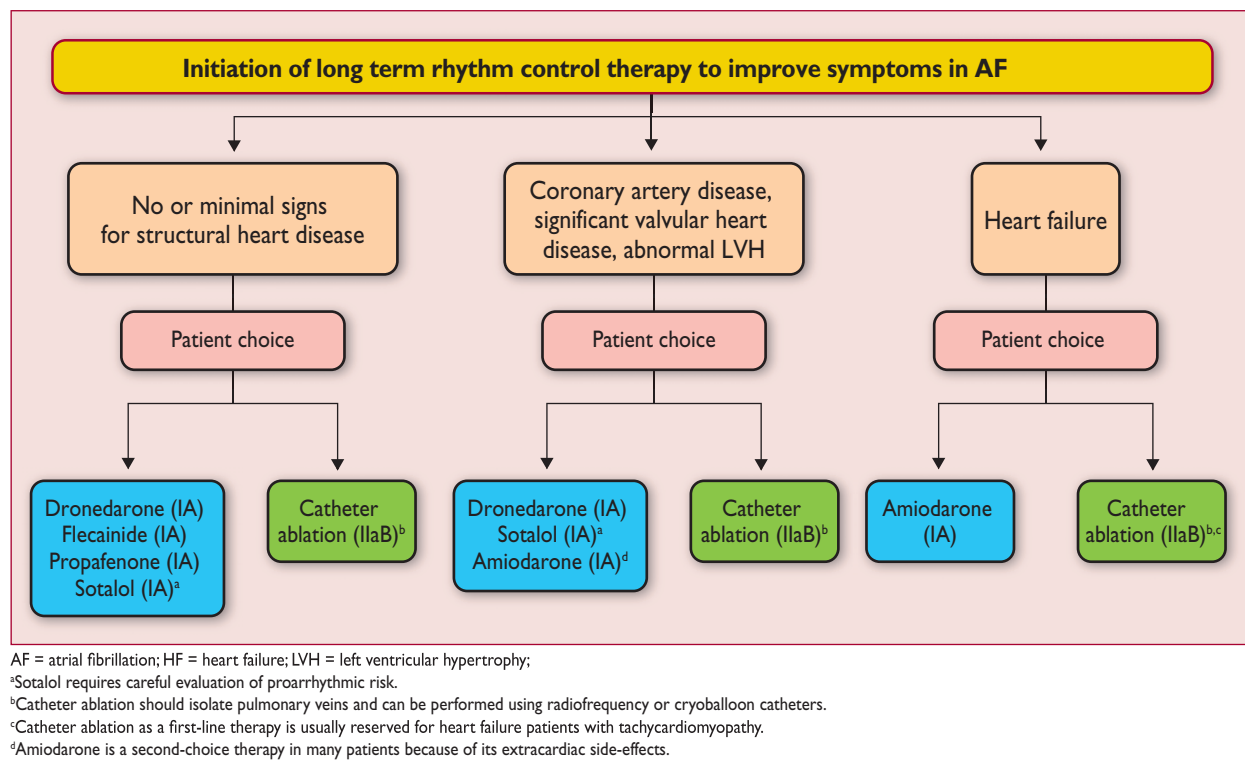 Initiation of long term rhythm control therapy to improve symptoms in AF
No or minimal signs
for structural heart disease
Coronary artery disease,
significant valvular heart
disease, abnormal LVH
Heart failure
Patient choice
Patient choice
Patient choice
Dronedarone (IA)
Flecainide (IA)
Propafenone (IA)
Sotalol (IA)ᵃ
Catheter
ablation (IIaB)ᵇ
Dronedarone (IA)
Sotalol (IA)ᵃ
Amiodarone (IA)ᵈ
Catheter
ablation (IIaB)ᵇ
Amiodarone
(IA)
Catheter
ablation (IIaB)ᵇ,ᶜ
AF = atrial fibrillation; HF = heart failure; LVH = left ventricular hypertrophy;
ᵃSotalol requires careful evaluation of proarrhythmic risk.
ᵇCatheter ablation should isolate pulmonary veins and can be performed using radiofrequency or cryoballoon catheters.
ᶜCatheter ablation as a first-line therapy is usually reserved for heart failure patients with tachycardiomyopathy.
ᵈAmiodarone is a second-choice therapy in many patients because of its extracardiac side-effects.